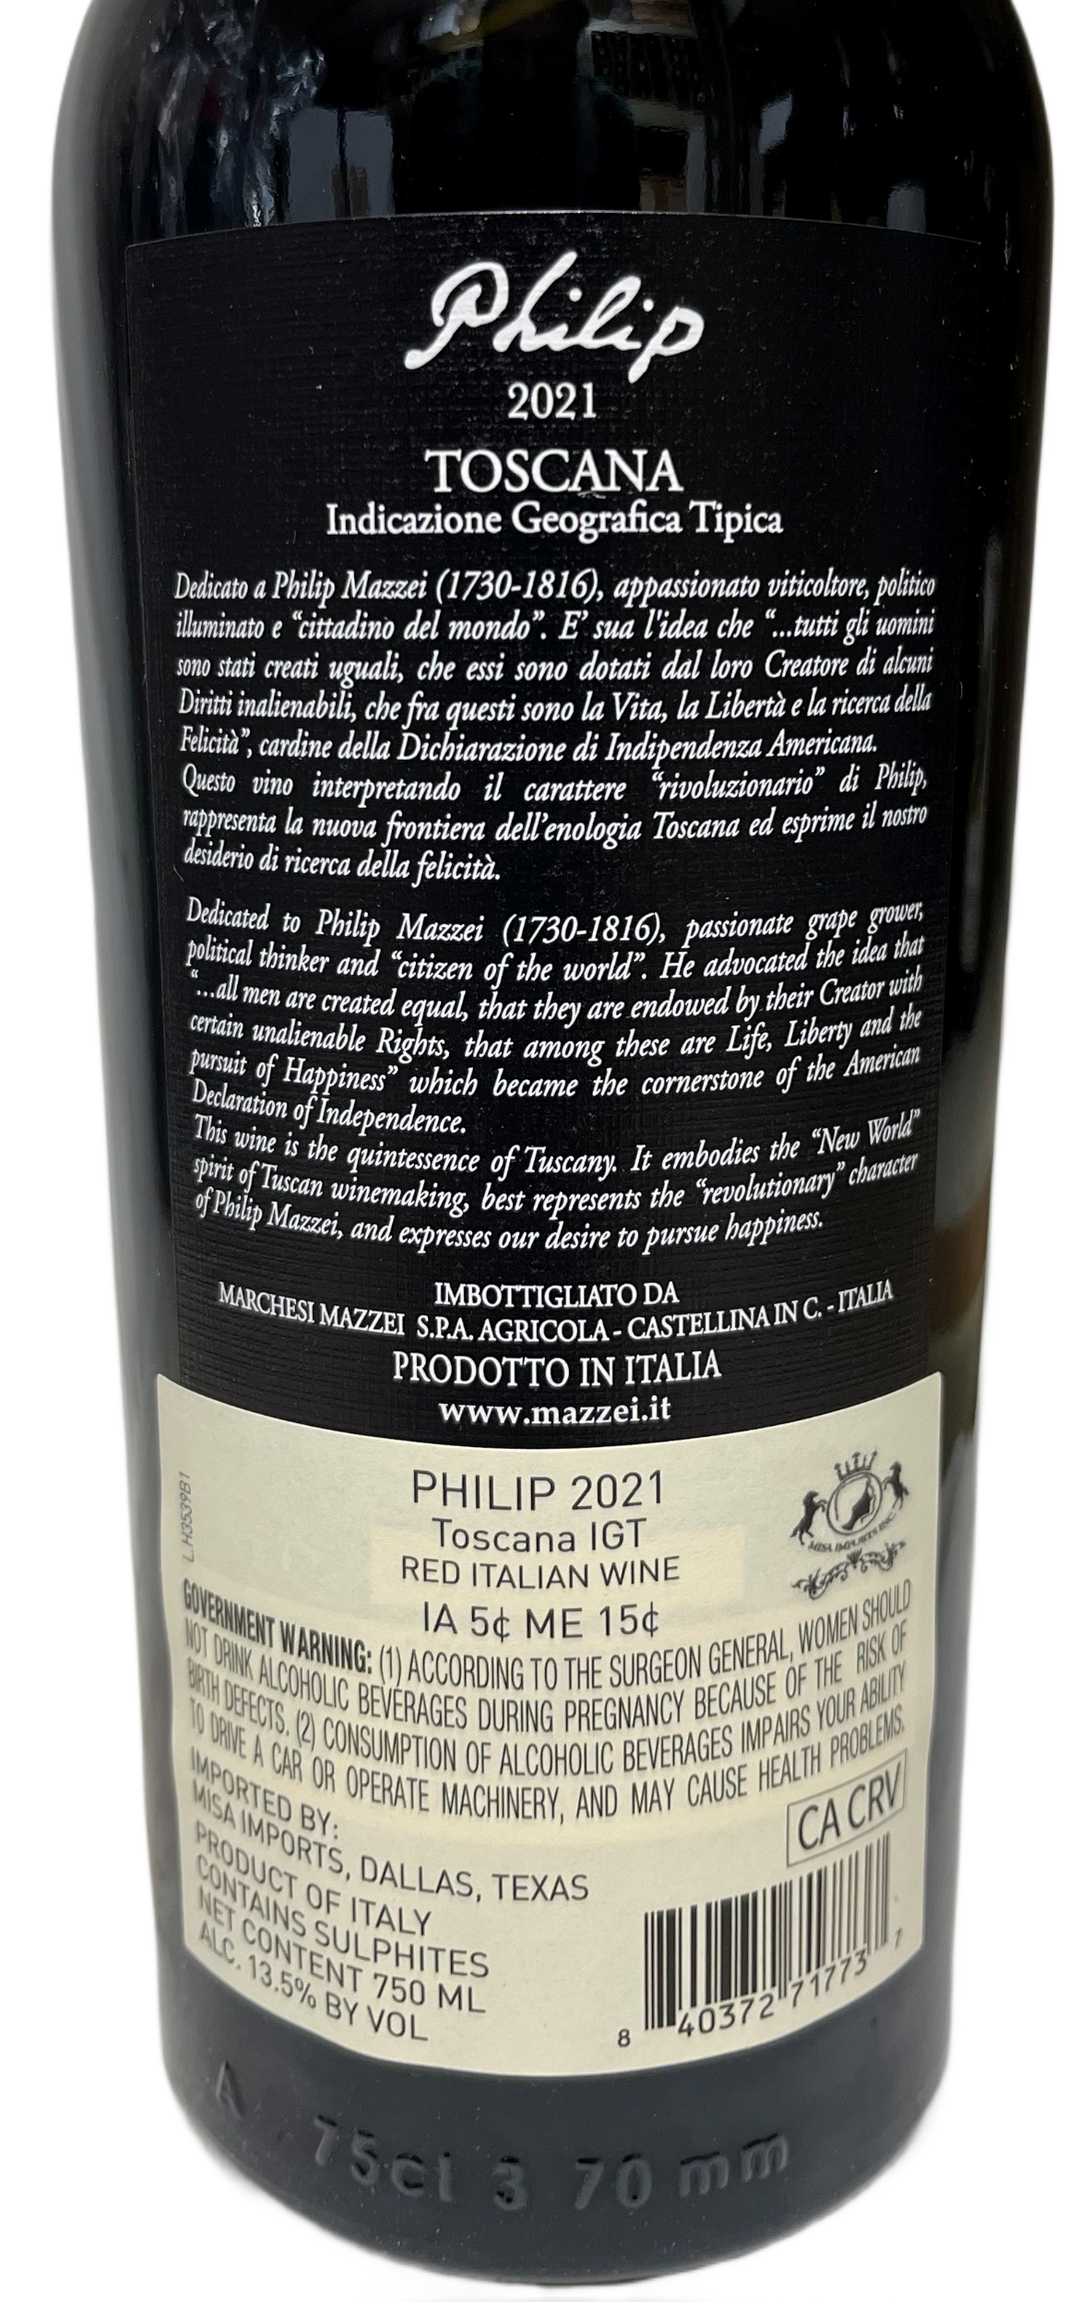 Philip
2021
TOSCANA
Indicazione Geografica Tipica
Dedicato a Philip Mazzei (1730-1816), appassionato viticoltore, politico
illuminato e “cittadino del mondo”. E’ sua l’idea che “...tutti gli uomini
sono stati creati uguali, che essi sono dotati dal loro Creatore di alcuni
Diritti inalienabili, che fra questi sono la Vita, la Libertà e la ricerca della
Felicità”, cardine della Dichiarazione di Indipendenza Americana.
Questo vino interpretando il carattere “rivoluzionario” di Philip,
rappresenta la nuova frontiera dell’enologia Toscana ed esprime il nostro
desiderio di ricerca della felicità.
Dedicated to Philip Mazzei (1730-1816), passionate grape grower,
political thinker and “citizen of the world”. He advocated the idea that
“...all men are created equal, that they are endowed by their Creator with
certain unalienable Rights, that among these are Life, Liberty and the
pursuit of Happiness” which became the cornerstone of the American
Declaration of Independence.
This wine is the quintessence of Tuscany. It embodies the “New World”
spirit of Tuscan winemaking, best represents the “revolutionary” character
of Philip Mazzei, and expresses our desire to pursue happiness.
IMBOTTIGLIATO DA
MARCHESI MAZZEI S.P.A. AGRICOLA - CASTELLINA IN C. - ITALIA
PRODOTTO IN ITALIA
www.mazzei.it
L.H3539B1
PHILIP 2021
Toscana IGT
RED ITALIAN WINE
IA 5¢ ME 15¢
MISA IMPORTS INC.
GOVERNMENT WARNING: (1) ACCORDING TO THE SURGEON GENERAL, WOMEN SHOULD
NOT DRINK ALCOHOLIC BEVERAGES DURING PREGNANCY BECAUSE OF THE RISK OF
BIRTH DEFECTS. (2) CONSUMPTION OF ALCOHOLIC BEVERAGES IMPAIRS YOUR ABILITY
TO DRIVE A CAR OR OPERATE MACHINERY, AND MAY CAUSE HEALTH PROBLEMS.
IMPORTED BY:
MISA IMPORTS, DALLAS, TEXAS
PRODUCT OF ITALY
CONTAINS SULPHITES
NET CONTENT 750 ML
ALC. 13.5% BY VOL
CA CRV
8 40372 71773 7
A 75cl 3 70 mm